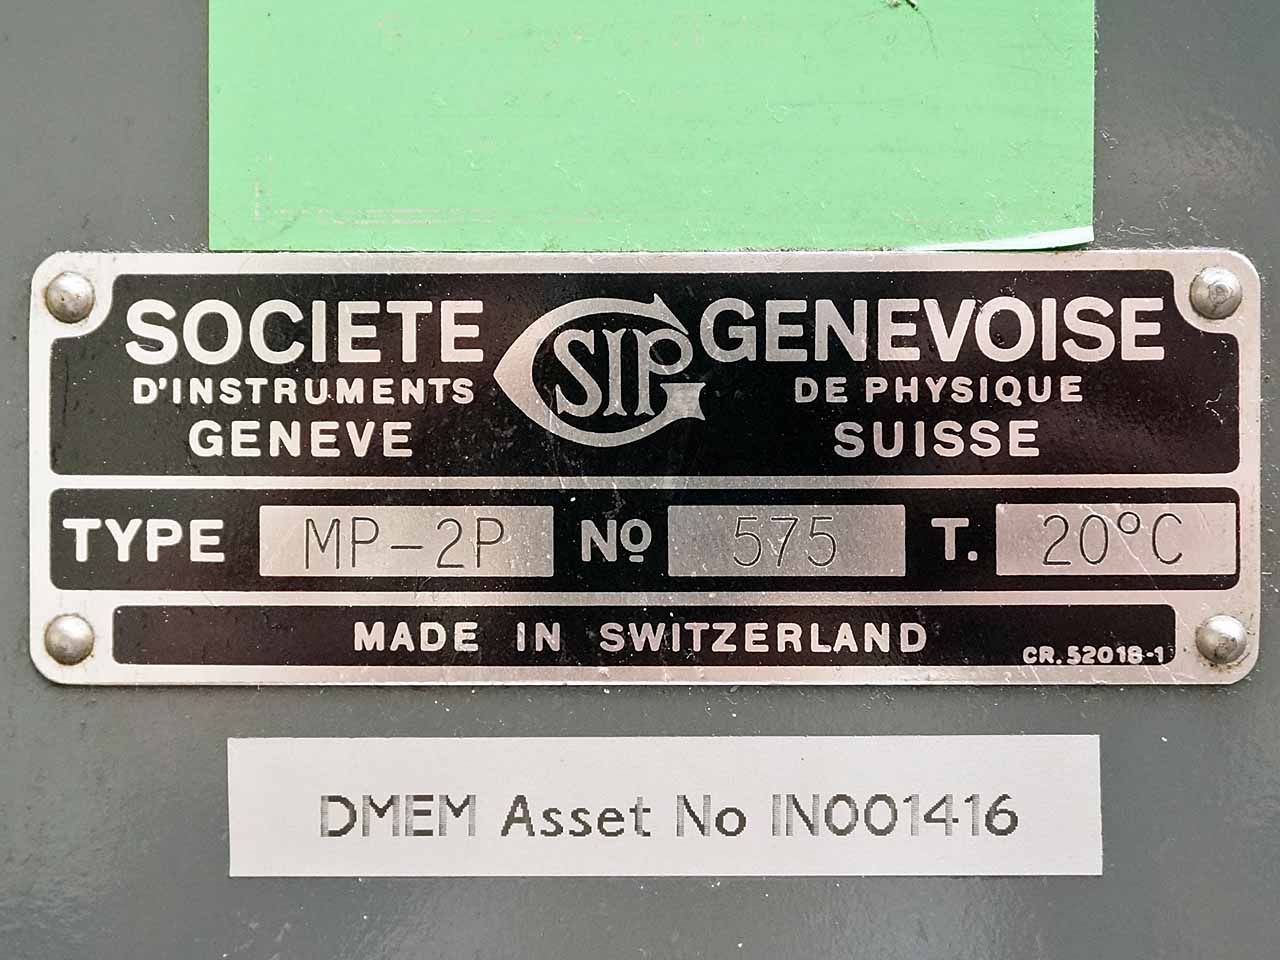 SOCIETE SIP GENEVOISE
D'INSTRUMENTS DE PHYSIQUE
GENEVE SUISSE
TYPE MP-2P Nº 575 T. 20°C
MADE IN SWITZERLAND
CR. 52018-1
DMEM Asset No IN001416